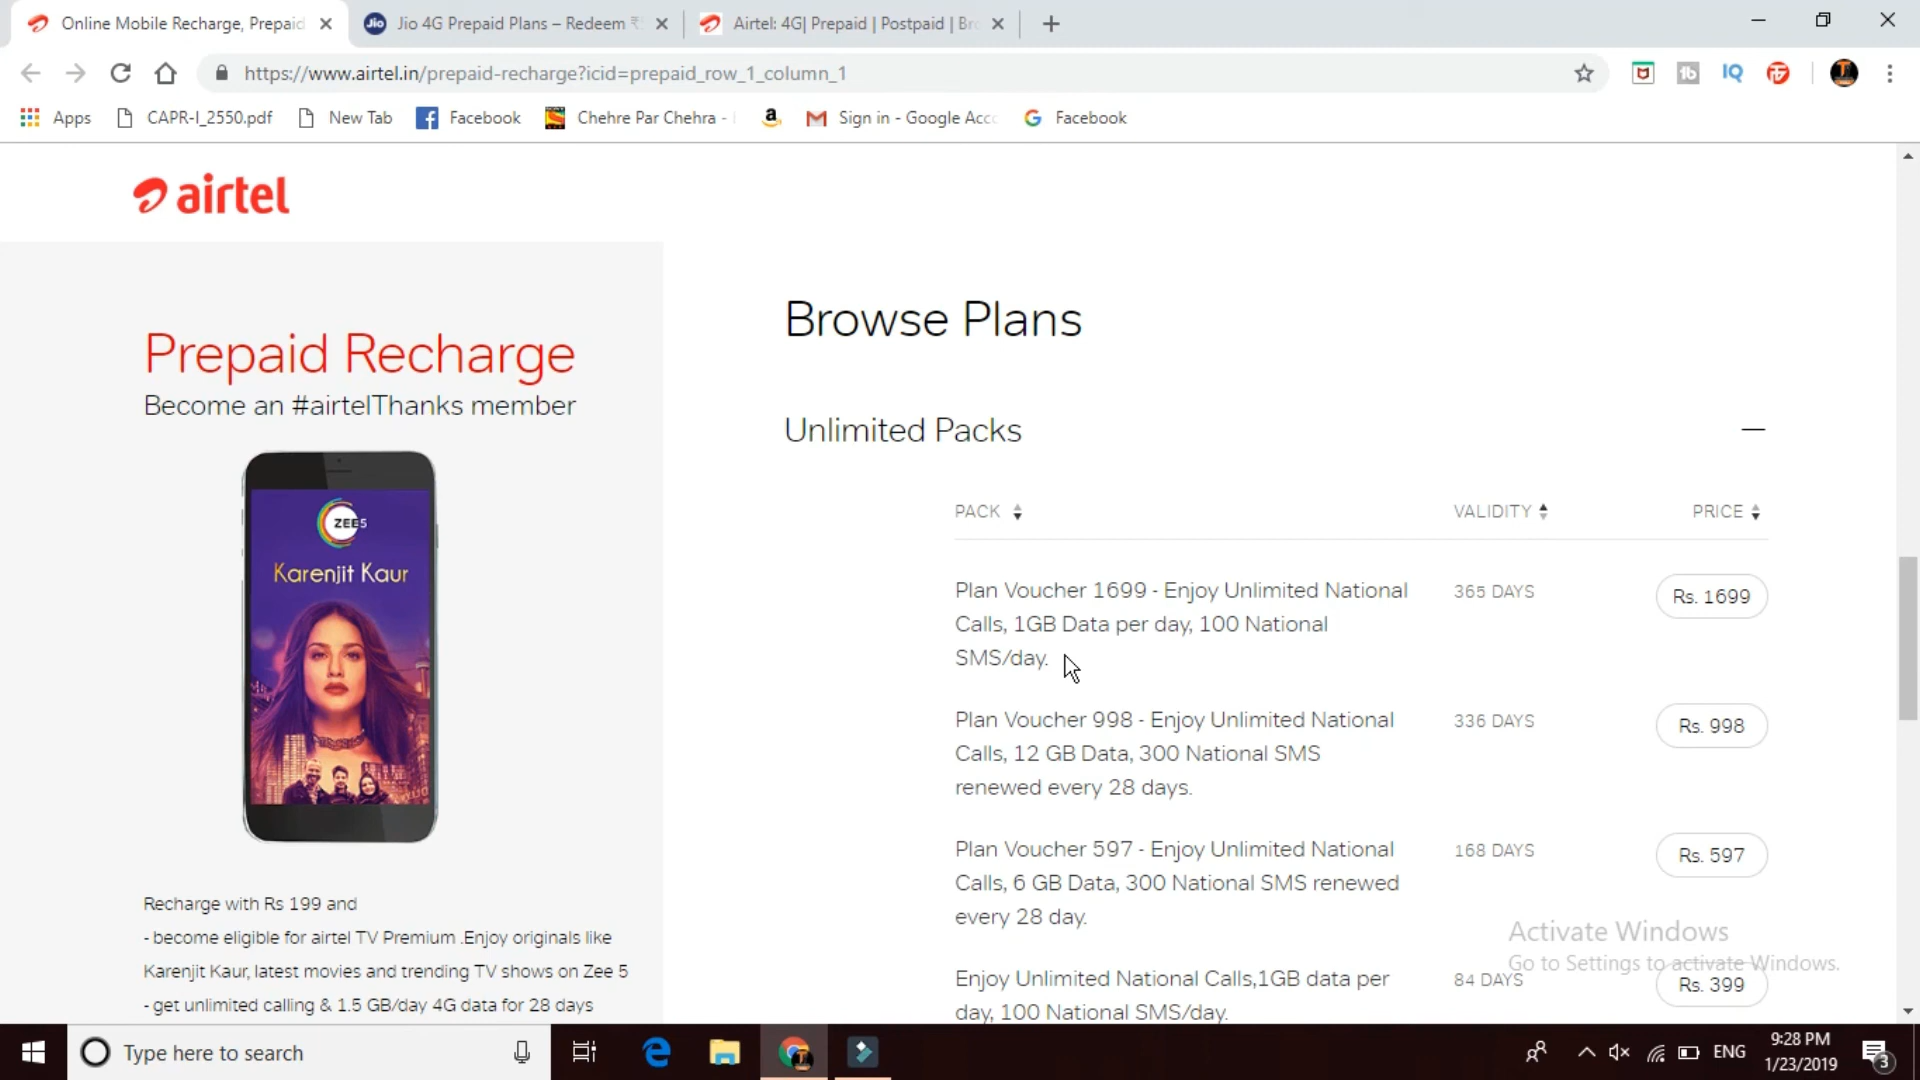 Online Mobile Recharge, Prepaid
Jio 4G Prepaid Plans – Redeem ₹
Airtel: 4G| Prepaid | Postpaid | Bro
https://www.airtel.in/prepaid-recharge?icid=prepaid_row_1_column_1
Apps
CAPR-I_2550.pdf
New Tab
Facebook
Chehre Par Chehra -
Sign in - Google Acco
Facebook
airtel
Prepaid Recharge
Become an #airtelThanks member
ZEE5
Karenjit Kaur
Recharge with Rs 199 and
- become eligible for airtel TV Premium .Enjoy originals like
Karenjit Kaur, latest movies and trending TV shows on Zee 5
- get unlimited calling & 1.5 GB/day 4G data for 28 days
Browse Plans
Unlimited Packs
PACK VALIDITY PRICE
Plan Voucher 1699 - Enjoy Unlimited National 365 DAYS Rs. 1699
Calls, 1GB Data per day, 100 National
SMS/day.
Plan Voucher 998 - Enjoy Unlimited National 336 DAYS Rs. 998
Calls, 12 GB Data, 300 National SMS
renewed every 28 days.
Plan Voucher 597 - Enjoy Unlimited National 168 DAYS Rs. 597
Calls, 6 GB Data, 300 National SMS renewed
every 28 day.
Enjoy Unlimited National Calls,1GB data per 84 DAYS Rs. 399
day, 100 National SMS/day.
Activate Windows
Go to Settings to activate Windows.
Type here to search
ENG
9:28 PM
1/23/2019
3